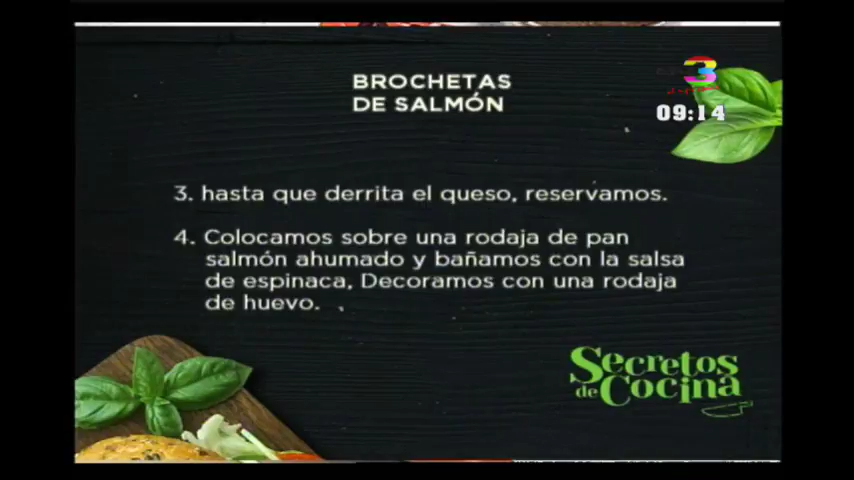 BROCHETAS
DE SALMÓN
3
09:14
3. hasta que derrita el queso, reservamos.
4. Colocamos sobre una rodaja de pan
salmón ahumado y bañamos con la salsa
de espinaca, Decoramos con una rodaja
de huevo.
Secretos
de Cocina